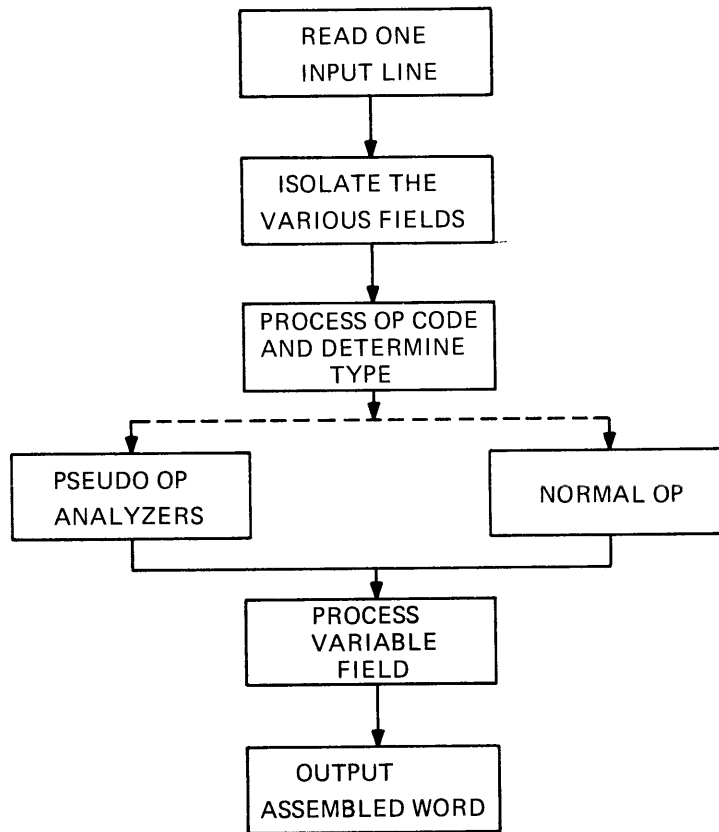 READ ONE
INPUT LINE
ISOLATE THE
VARIOUS FIELDS
PROCESS OP CODE
AND DETERMINE
TYPE
PSEUDO OP
ANALYZERS
NORMAL OP
PROCESS
VARIABLE
FIELD
OUTPUT
ASSEMBLED WORD